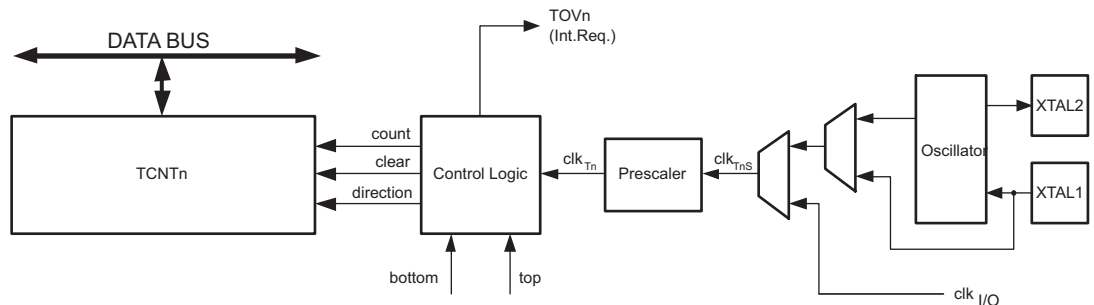 TOVn
(Int.Req.)
DATA BUS
XTAL2
count
clear
direction
TCNTn
Control Logic
clkTn
Prescaler
clkTnS
Oscillator
XTAL1
bottom
top
clk I/O